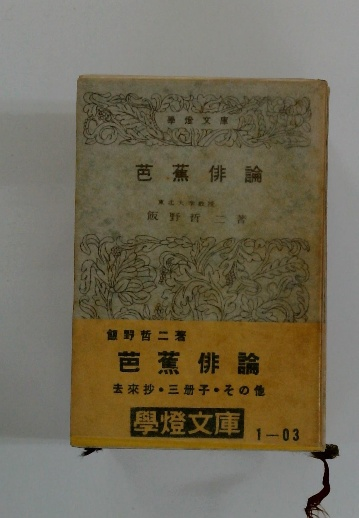 學燈文庫
芭蕉俳論
飯野哲二著
飯野哲二著
芭蕉俳論
去來抄・三册子・その他
學燈文庫
1—03